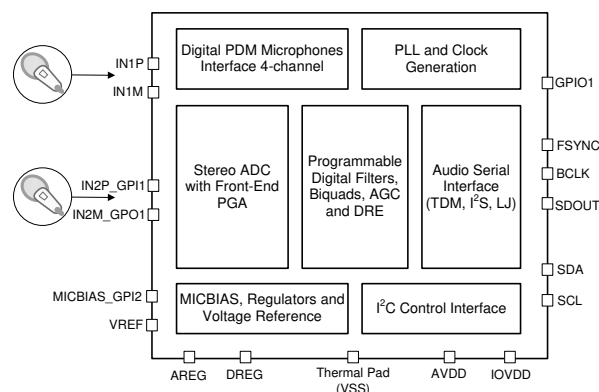 Digital PDM Microphones
Interface 4-channel
PLL and Clock
Generation
IN1P
IN1M
GPIO1
Stereo ADC
with Front-End
PGA
Programmable
Digital Filters,
Biquads, AGC
and DRE
Audio Serial
Interface
(TDM, I²S, LJ)
IN2P_GPI1
IN2M_GPO1
FSYNC
BCLK
SDOUT
SDA
SCL
MICBIAS_GPI2
VREF
MICBIAS, Regulators and
Voltage Reference
I²C Control Interface
AREG
DREG
Thermal Pad
(VSS)
AVDD
IOVDD